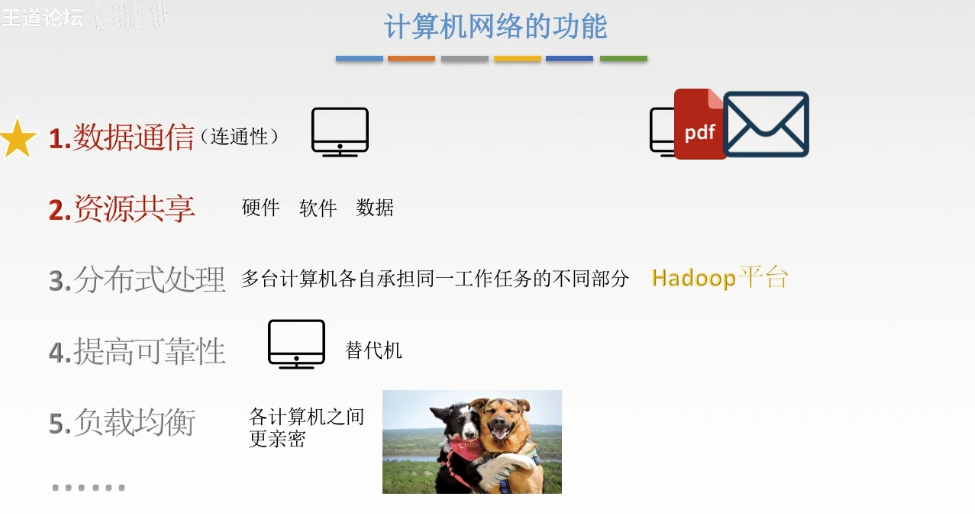 王道论坛
计算机网络的功能
1.数据通信（连通性）
pdf
2.资源共享 硬件 软件 数据
3.分布式处理 多台计算机各自承担同一工作任务的不同部分 Hadoop平台
4.提高可靠性 替代机
5.负载均衡 各计算机之间
更亲密
......